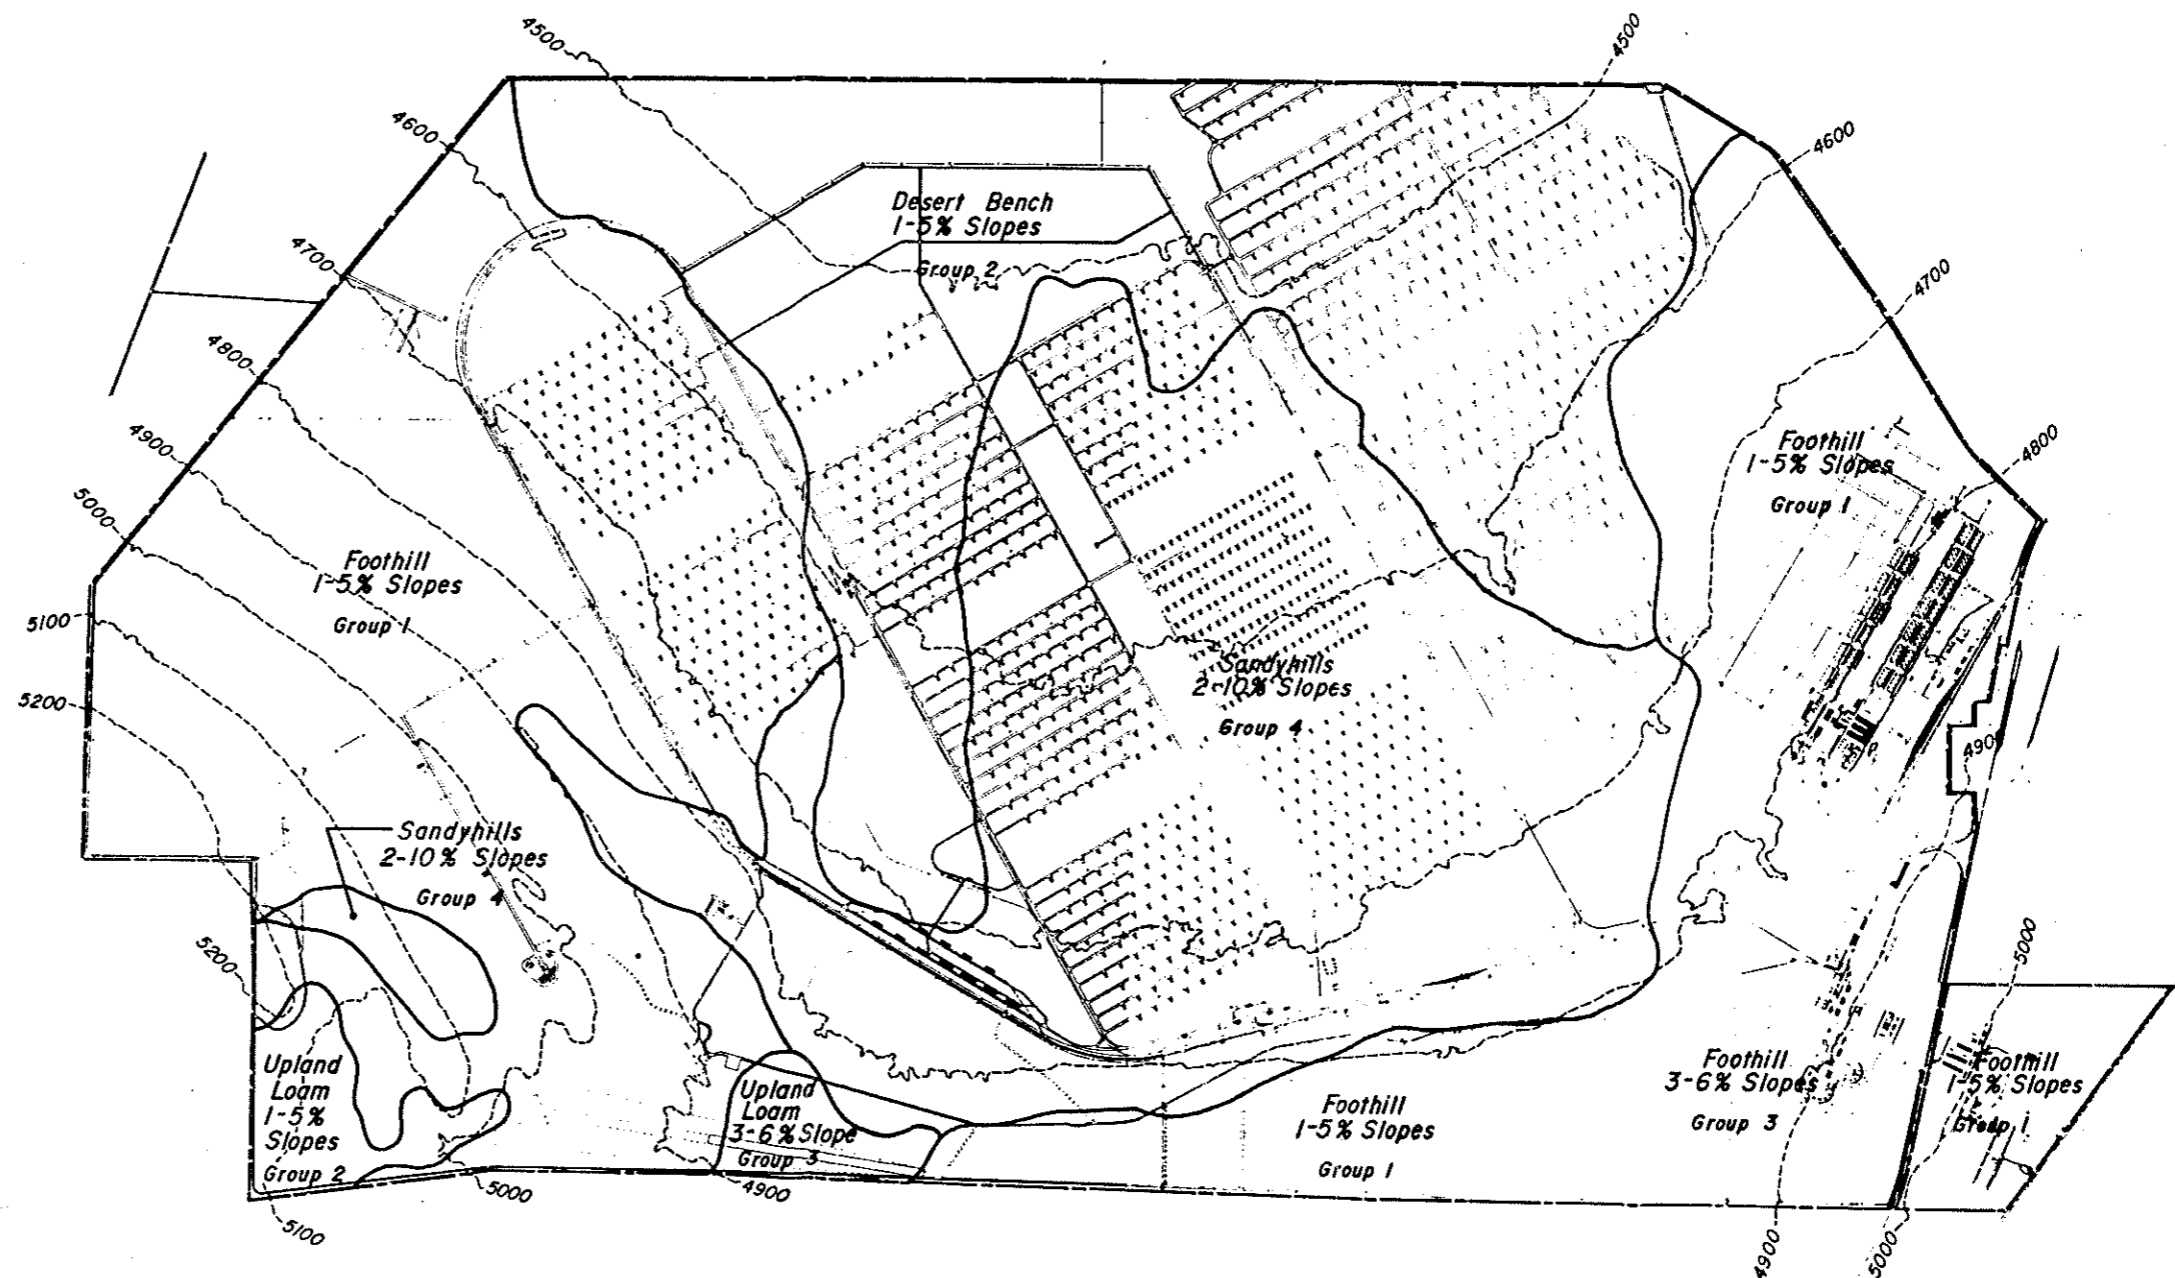 4500
4500
4600
4600
Desert Bench
1-5% Slopes
Group 2
4700
4700
4800
4900
Foothill
1-5% Slopes
Group 1
4800
5000
Foothill
1-5% Slopes
Group 1
5100
Sandyhills
2-10% Slopes
Group 4
5200
490
Sandyhills
2-10% Slopes
Group 4
5200
5000
Upland
Loam
1-5%
Slopes
Group 2
Upland
Loam
3-6% Slope
Group 3
Foothill
1-5% Slopes
Group 1
Foothill
3-6% Slopes
Group 3
Foothill
1-5% Slopes
Group 1
5000
4900
5100
4900
5000